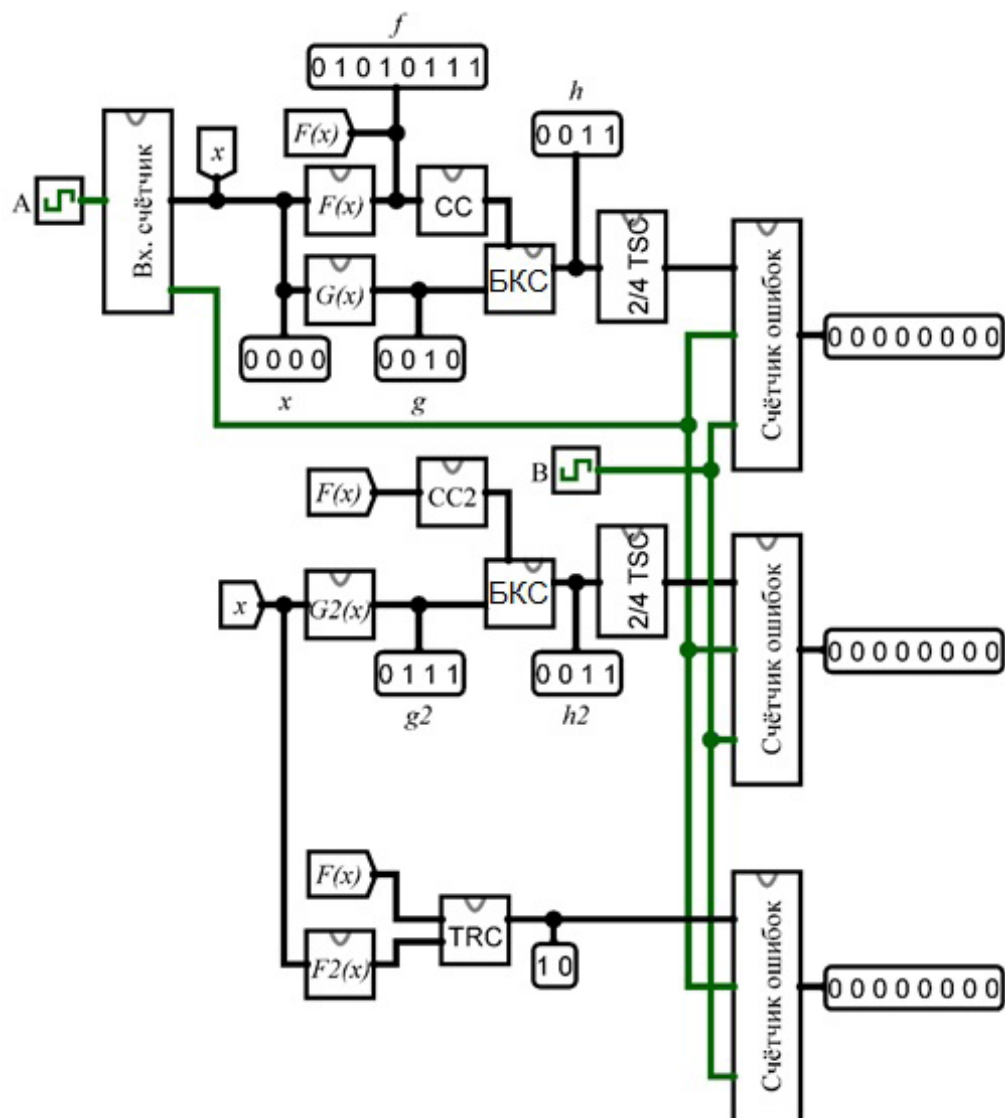 f
0 1 0 1 0 1 1 1
h
0 0 1 1
F(x)
x
A
Вх. счётчик
F(x)
CC
2/4 TSC
Счётчик ошибок
G(x)
БКС
0 0 0 0 0 0 0 0
0 0 0 0
0 0 1 0
x
g
B
F(x)
CC2
2/4 TSC
Счётчик ошибок
БКС
x
G2(x)
0 0 0 0 0 0 0 0
0 1 1 1
0 0 1 1
g2
h2
F(x)
TRC
Счётчик ошибок
F2(x)
1 0
0 0 0 0 0 0 0 0